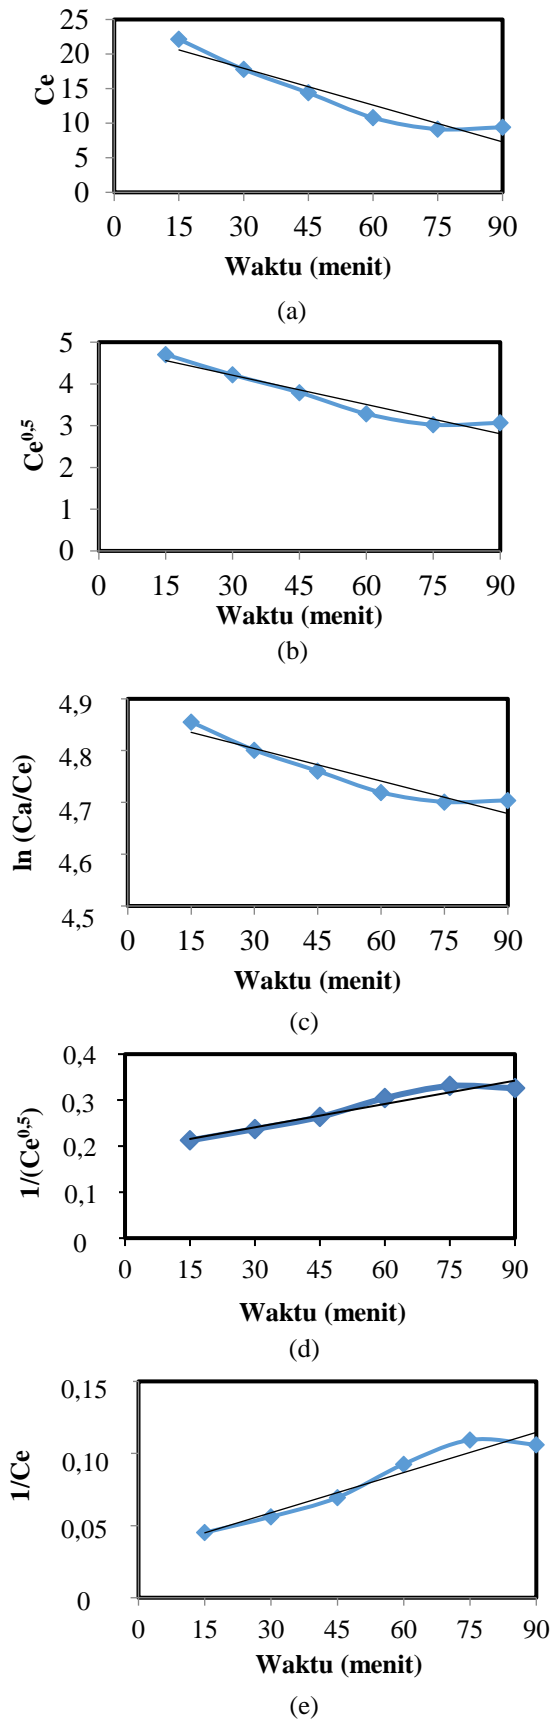 25
20
15
10
5
0
Ce
0 15 30 45 60 75 90
Waktu (menit)
(a)
5
4
3
2
1
0
Ce0,5
0 15 30 45 60 75 90
Waktu (menit)
(b)
4,9
4,8
4,7
4,6
4,5
ln (Ca/Ce)
0 15 30 45 60 75 90
Waktu (menit)
(c)
0,4
0,3
0,2
0,1
0
1/(Ce0,5)
0 15 30 45 60 75 90
Waktu (menit)
(d)
0,15
0,10
0,05
0
1/Ce
0 15 30 45 60 75 90
Waktu (menit)
(e)